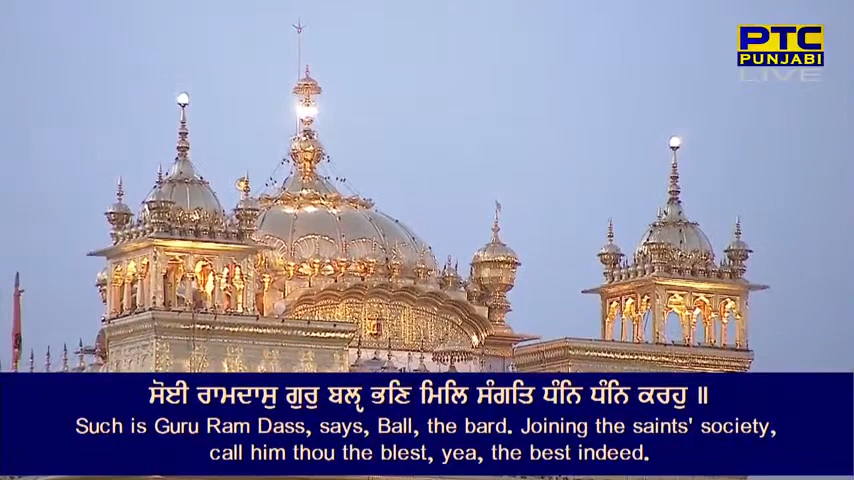 PTC
PUNJABI
LIVE
ਸੋਈ ਰਾਮਦਾਸੁ ਗੁਰੁ ਬਲੑ ਭਣਿ ਮਿਲਿ ਸੰਗਤਿ ਧੰਨਿ ਧੰਨਿ ਕਰਹੁ ॥
Such is Guru Ram Dass, says, Ball, the bard. Joining the saints' society,
call him thou the blest, yea, the best indeed.